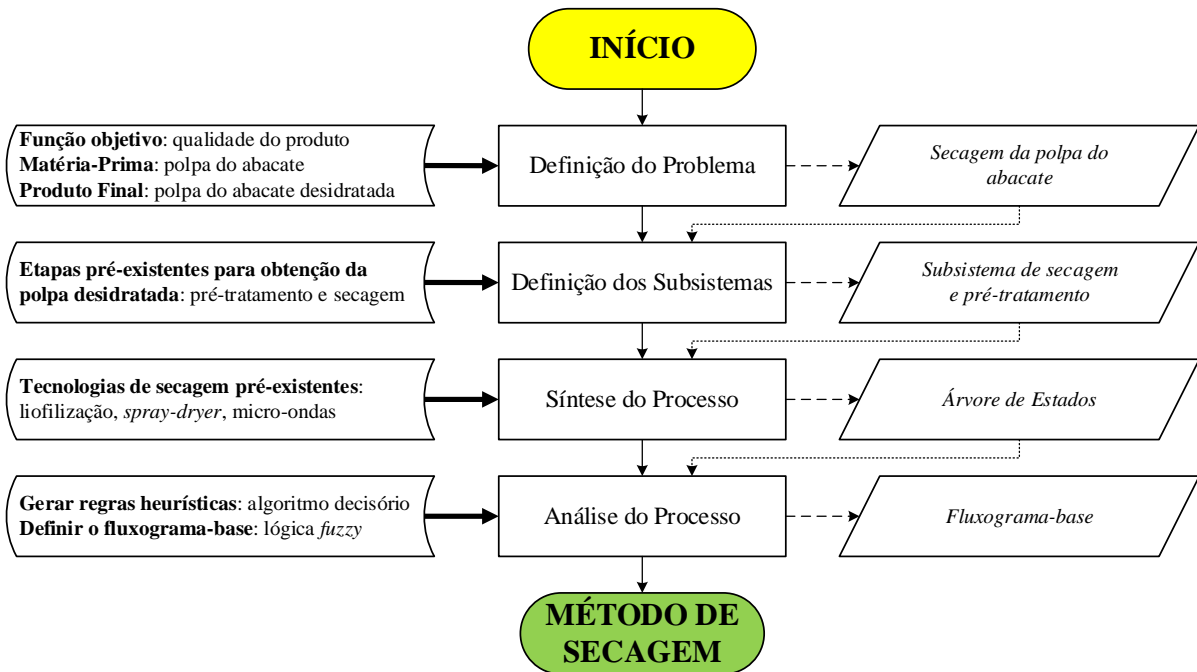 INÍCIO
Função objetivo: qualidade do produto
Matéria-Prima: polpa do abacate
Produto Final: polpa do abacate desidratada
Definição do Problema
Secagem da polpa do
abacate
Etapas pré-existentes para obtenção da
polpa desidratada: pré-tratamento e secagem
Definição dos Subsistemas
Subsistema de secagem
e pré-tratamento
Tecnologias de secagem pré-existentes:
liofilização, spray-dryer, micro-ondas
Síntese do Processo
Árvore de Estados
Gerar regras heurísticas: algoritmo decisório
Definir o fluxograma-base: lógica fuzzy
Análise do Processo
Fluxograma-base
MÉTODO DE
SECAGEM